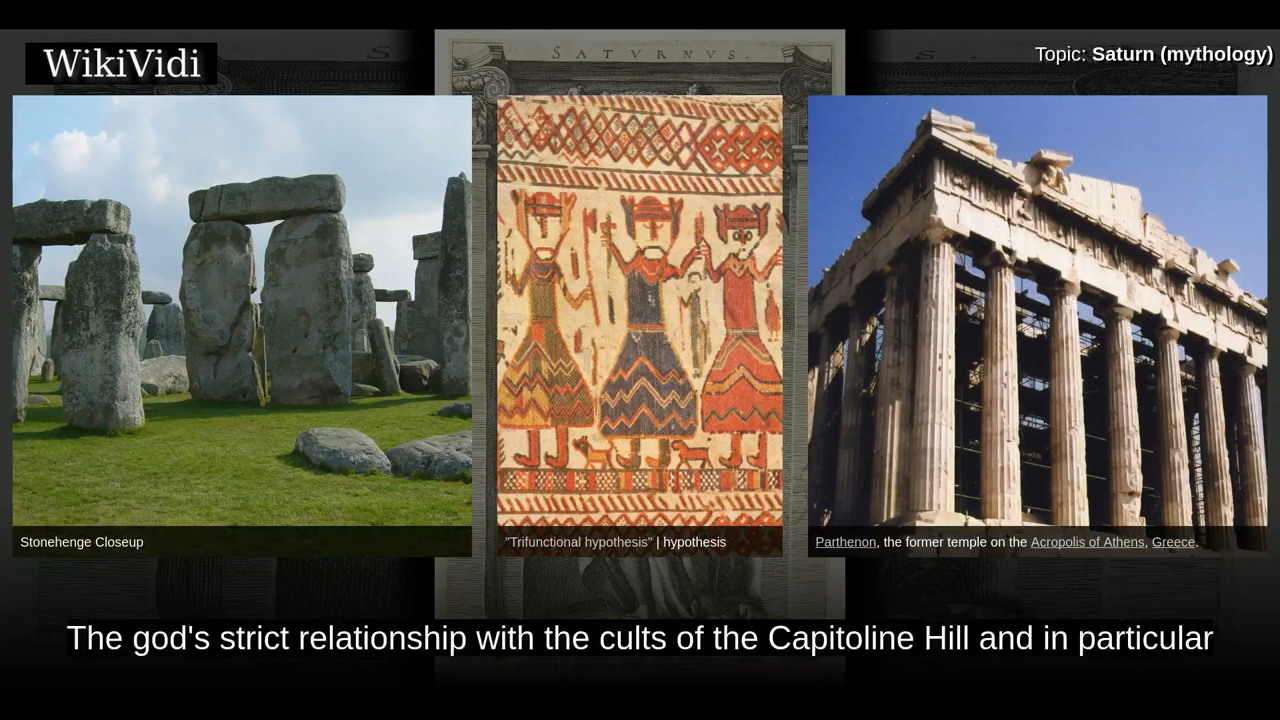 SATVRNVS.
WikiVidi
Topic: Saturn (mythology)
Stonehenge Closeup
"Trifunctional hypothesis" | hypothesis
Parthenon, the former temple on the Acropolis of Athens, Greece.
The god's strict relationship with the cults of the Capitoline Hill and in particular